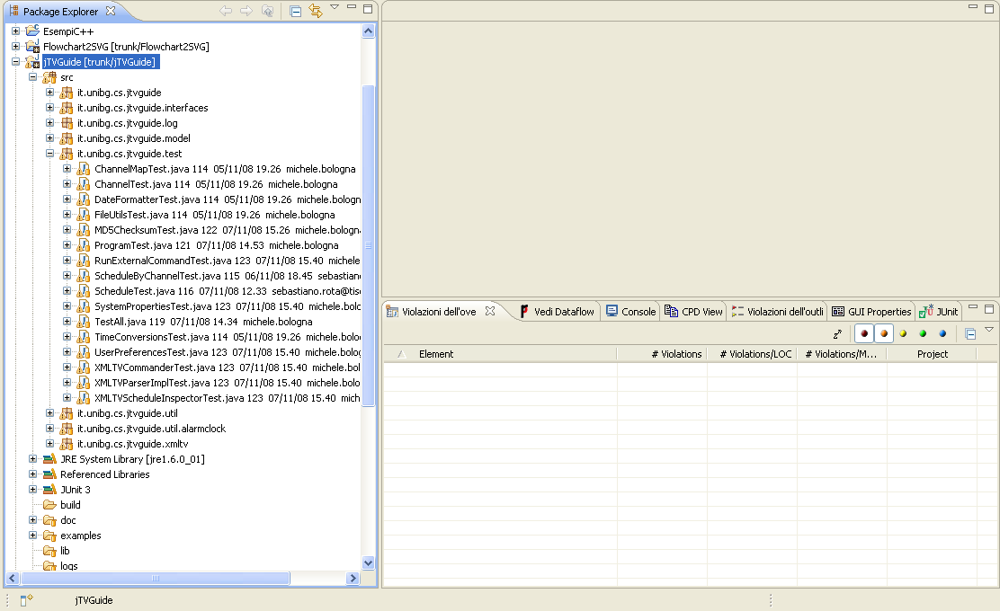 Package Explorer
EsempiC++
Flowchart2SVG [trunk/Flowchart2SVG]
jTVGuide [trunk/jTVGuide]
src
it.unibg.cs.jtvguide
it.unibg.cs.jtvguide.interfaces
it.unibg.cs.jtvguide.log
it.unibg.cs.jtvguide.model
it.unibg.cs.jtvguide.test
ChannelMapTest.java 114 05/11/08 19.26 michele.bologna
ChannelTest.java 114 05/11/08 19.26 michele.bologna
DateFormatterTest.java 114 05/11/08 19.26 michele.bologn
FileUtilsTest.java 114 05/11/08 19.26 michele.bologna
MD5ChecksumTest.java 122 07/11/08 15.26 michele.bologn
ProgramTest.java 121 07/11/08 14.53 michele.bologna
RunExternalCommandTest.java 123 07/11/08 15.40 michele
ScheduleByChannelTest.java 115 06/11/08 18.45 sebastian
ScheduleTest.java 116 07/11/08 12.33 sebastiano.rota@tis
SystemPropertiesTest.java 123 07/11/08 15.40 michele.bolo
TestAll.java 119 07/11/08 14.34 michele.bologna
TimeConversionsTest.java 114 05/11/08 19.26 michele.bolo
UserPreferencesTest.java 123 07/11/08 15.40 michele.bolo
XMLTVCommanderTest.java 123 07/11/08 15.40 michele.bol
XMLTVParserImplTest.java 123 07/11/08 15.40 michele.bolo
XMLTVScheduleInspectorTest.java 123 07/11/08 15.40 mich
it.unibg.cs.jtvguide.util
it.unibg.cs.jtvguide.util.alarmclock
it.unibg.cs.jtvguide.xmltv
JRE System Library [jre1.6.0_01]
Referenced Libraries
JUnit 3
build
doc
examples
lib
logs
Violazioni dell'ove Vedi Dataflow Console CPD View Violazioni dell'outli GUI Properties JUnit
Element # Violations # Violations/LOC # Violations/M... Project
jTVGuide